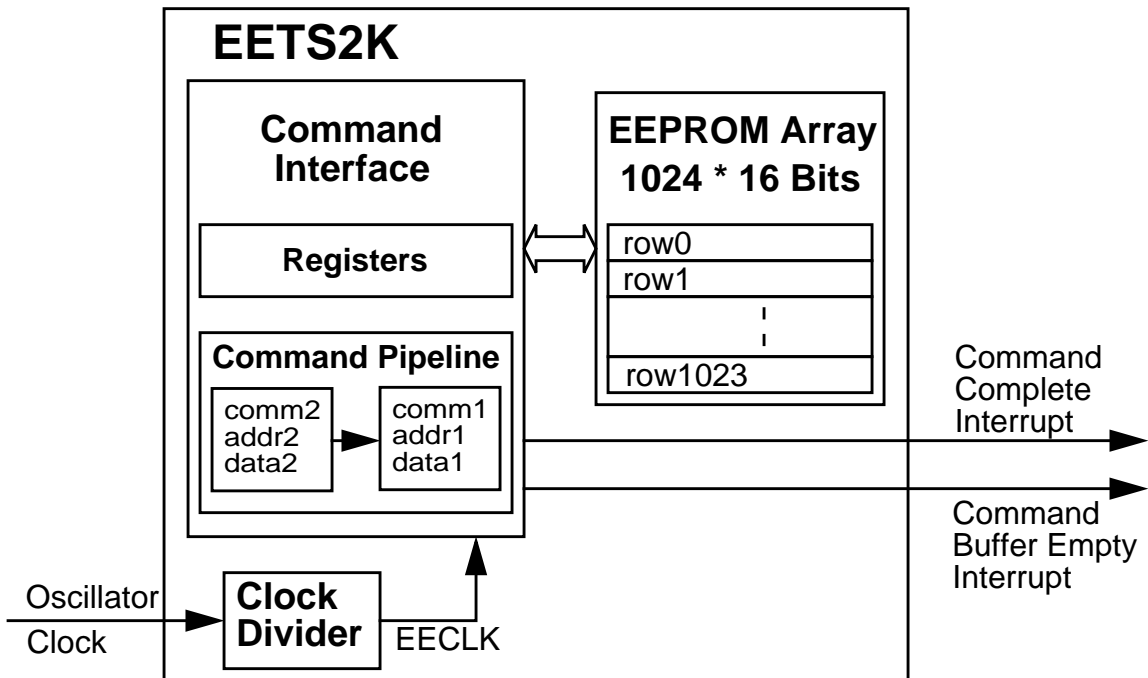 EETS2K
Command
Interface
Registers
Command Pipeline
comm2
addr2
data2
comm1
addr1
data1
EEPROM Array
1024 * 16 Bits
row0
row1
row1023
Command
Complete
Interrupt
Command
Buffer Empty
Interrupt
Oscillator
Clock
Clock
Divider
EECLK